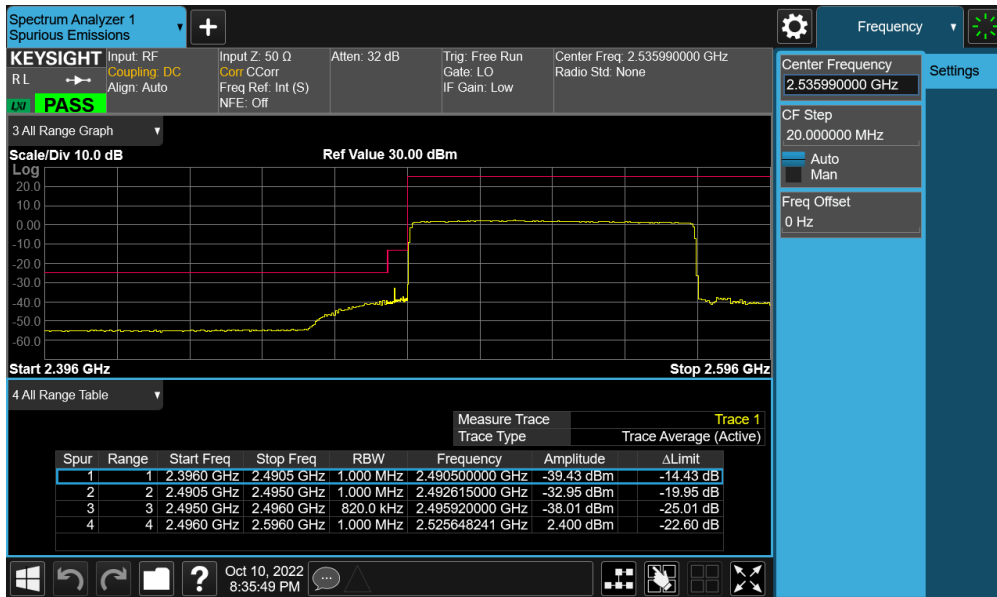 Spectrum Analyzer 1
Spurious Emissions
+
Frequency
KEYSIGHT
R L
LXI
PASS
Input: RF
Coupling: DC
Align: Auto
Input Z: 50 Ω
Corr CCorr
Freq Ref: Int (S)
NFE: Off
Atten: 32 dB
Trig: Free Run
Gate: LO
IF Gain: Low
Center Freq: 2.535990000 GHz
Radio Std: None
Center Frequency
2.535990000 GHz
Settings
CF Step
20.000000 MHz
Auto
Man
Freq Offset
0 Hz
3 All Range Graph
Scale/Div 10.0 dB
Ref Value 30.00 dBm
Log
20.0
10.0
0.00
-10.0
-20.0
-30.0
-40.0
-50.0
-60.0
Start 2.396 GHz
Stop 2.596 GHz
4 All Range Table
Measure Trace Trace 1
Trace Type Trace Average (Active)
Spur Range Start Freq Stop Freq RBW Frequency Amplitude ΔLimit
1 1 2.3960 GHz 2.4905 GHz 1.000 MHz 2.490500000 GHz -39.43 dBm -14.43 dB
2 2 2.4905 GHz 2.4950 GHz 1.000 MHz 2.492615000 GHz -32.95 dBm -19.95 dB
3 3 2.4950 GHz 2.4960 GHz 820.0 kHz 2.495920000 GHz -38.01 dBm -25.01 dB
4 4 2.4960 GHz 2.5960 GHz 1.000 MHz 2.525648241 GHz 2.400 dBm -22.60 dB
?
Oct 10, 2022
8:35:49 PM